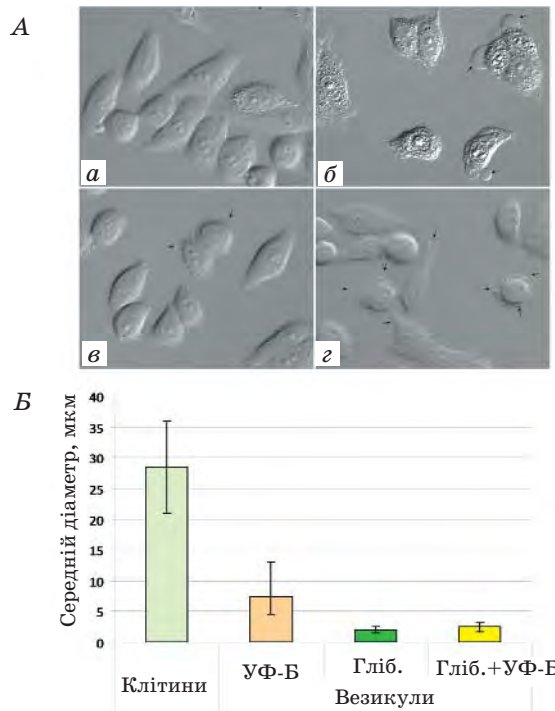 А
а
б
в
г
Б
Середній діаметр, мкм
40
35
30
25
20
15
10
5
0
Клітини
УФ-Б
Гліб.
Гліб.+УФ-Б
Везикули